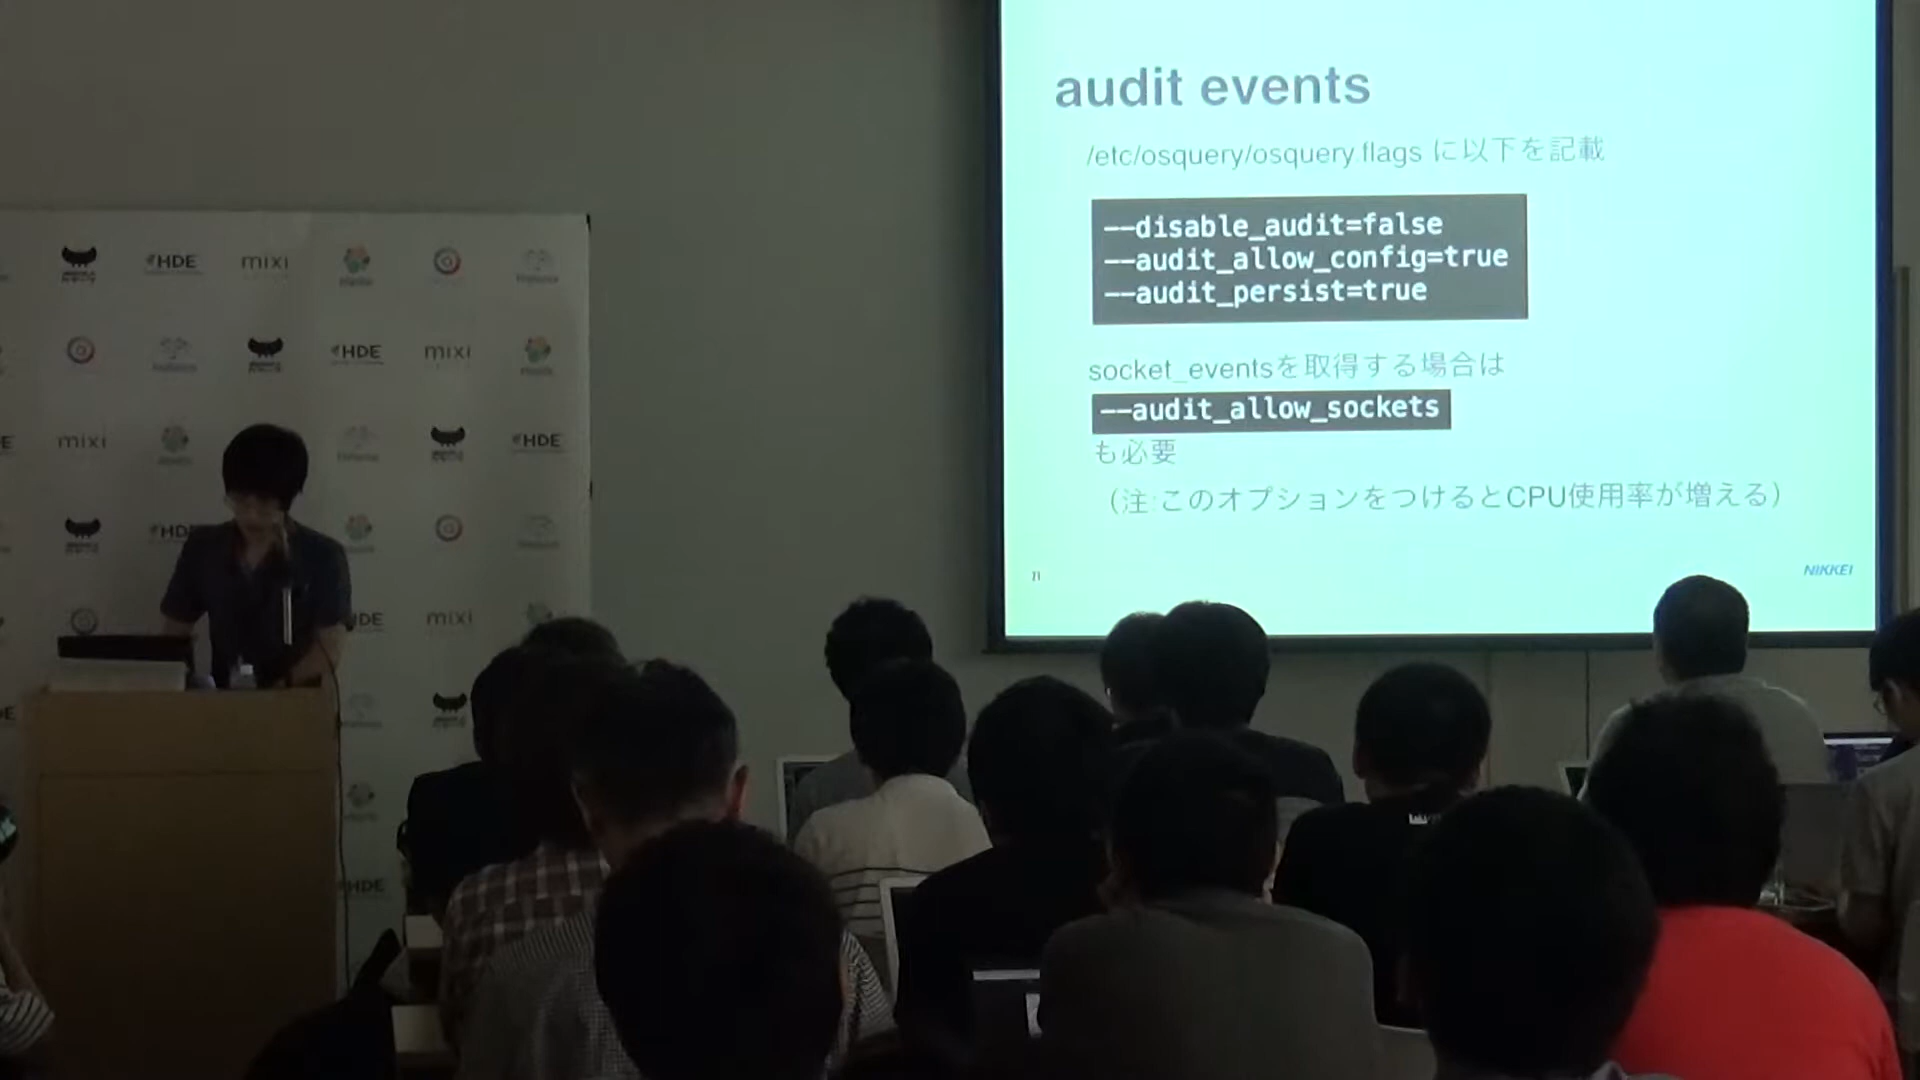 audit events
/etc/osquery/osquery.flags に以下を記載
--disable_audit=false
--audit_allow_config=true
--audit_persist=true
socket_eventsを取得する場合は
--audit_allow_sockets
も必要
（注:このオプションをつけるとCPU使用率が増える）
11
NIKKEI
HDE mixi
HDE mixi
mixi HDE
HDE
HDE mixi
HDE